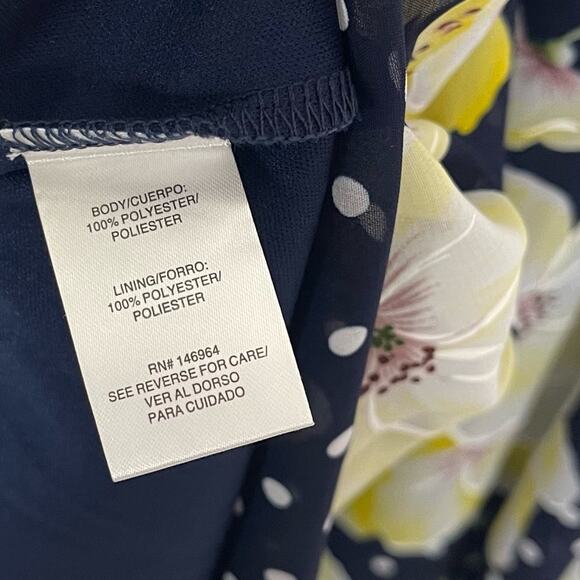 BODY/CUERPO:
100% POLYESTER/
POLIESTER
LINING/FORRO:
100% POLYESTER/
POLIESTER
RN# 146964
SEE REVERSE FOR CARE/
VER AL DORSO
PARA CUIDADO